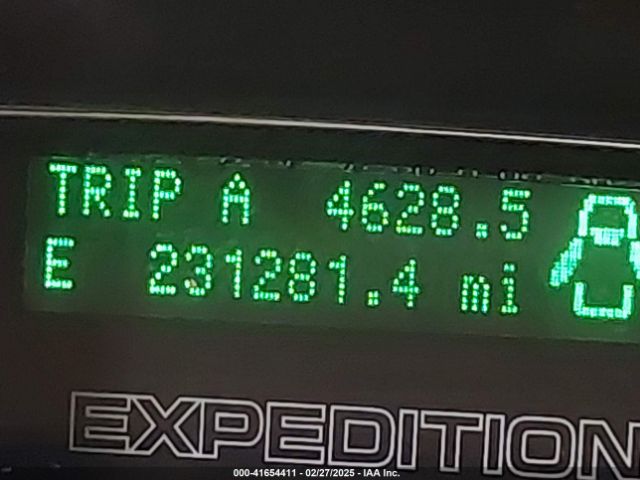 TRIP A 4628.5
E 231281.4 mi
EXPEDITION
000-41654411 - 02/27/2025 - IAA Inc.